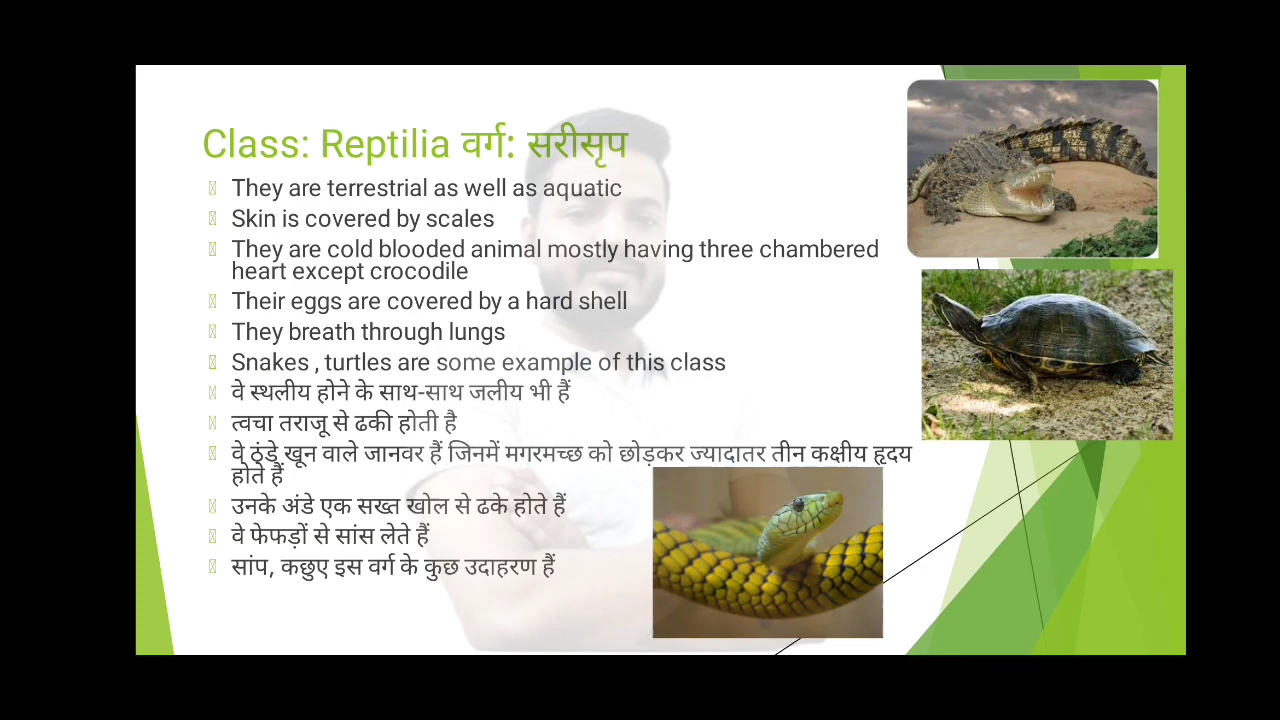 Class: Reptilia वर्ग: सरीसृप
They are terrestrial as well as aquatic
Skin is covered by scales
They are cold blooded animal mostly having three chambered
heart except crocodile
Their eggs are covered by a hard shell
They breath through lungs
Snakes , turtles are some example of this class
वे स्थलीय होने के साथ-साथ जलीय भी हैं
त्वचा तराजू से ढकी होती है
वे ठंडे खून वाले जानवर हैं जिनमें मगरमच्छ को छोड़कर ज्यादातर तीन कक्षीय हृदय
होते हैं
उनके अंडे एक सख्त खोल से ढके होते हैं
वे फेफड़ों से सांस लेते हैं
सांप, कछुए इस वर्ग के कुछ उदाहरण हैं